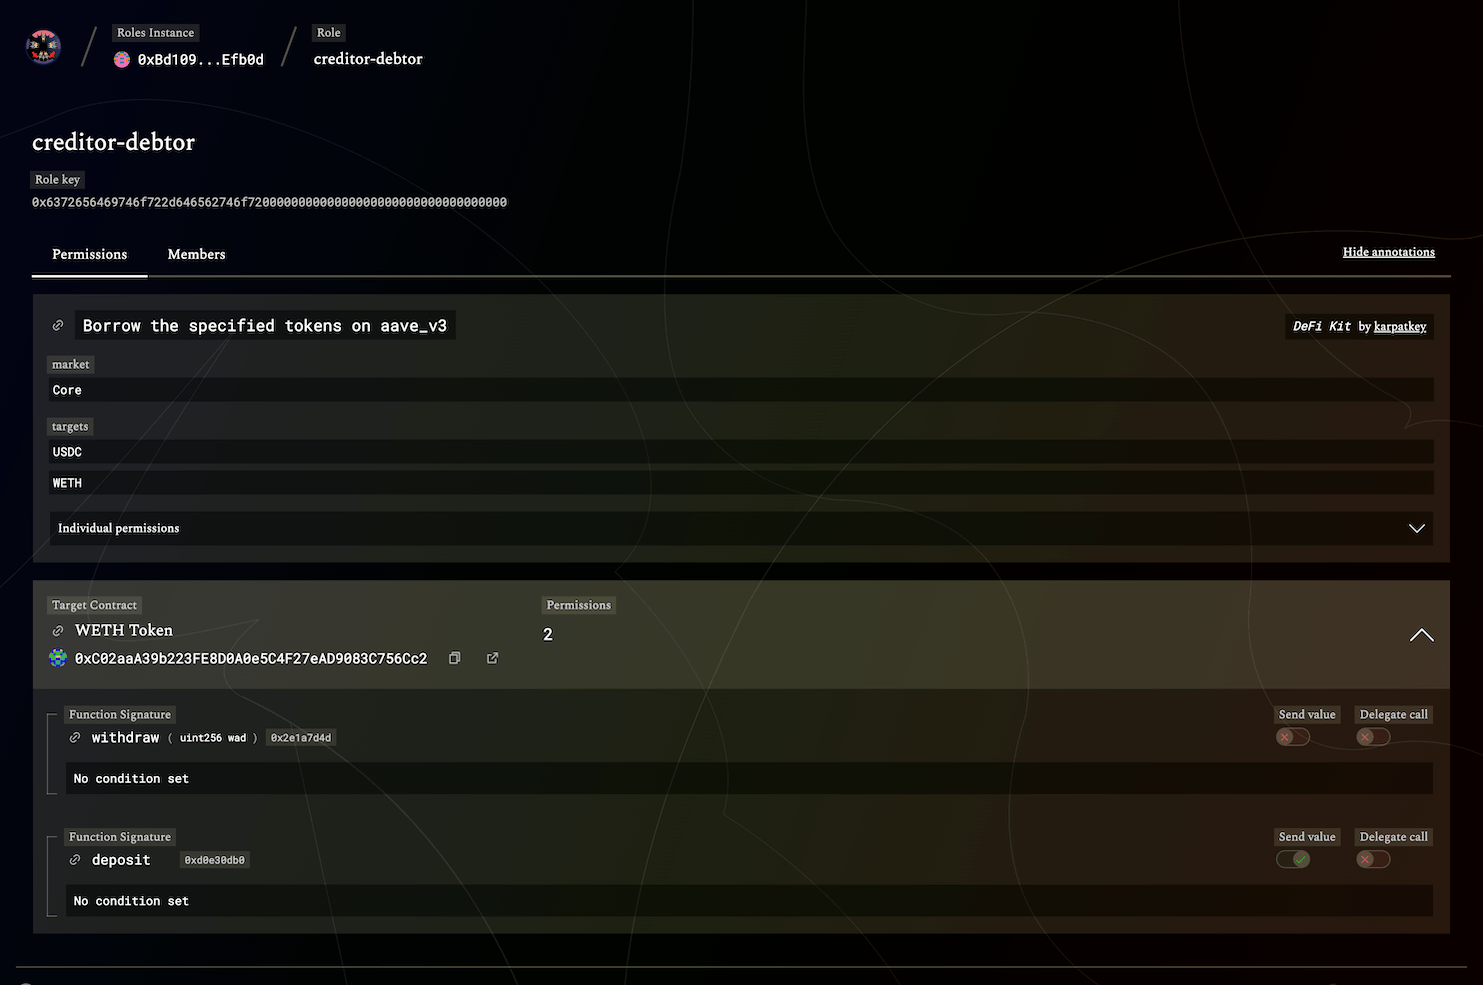 Roles Instance
0xBd109...Efb0d
Role
creditor-debtor
creditor-debtor
Role key
0x6372656469746f722d646562746f720000000000000000000000000000000000
Permissions
Members
Hide annotations
Borrow the specified tokens on aave_v3
DeFi Kit by karpatkey
market
Core
targets
USDC
WETH
Individual permissions
Target Contract
Permissions
WETH Token
2
0xC02aaA39b223FE8D0A0e5C4F27eAD9083C756Cc2
Function Signature
Send value
Delegate call
withdraw ( uint256 wad ) 0x2e1a7d4d
No condition set
Function Signature
Send value
Delegate call
deposit 0xd0e30db0
No condition set